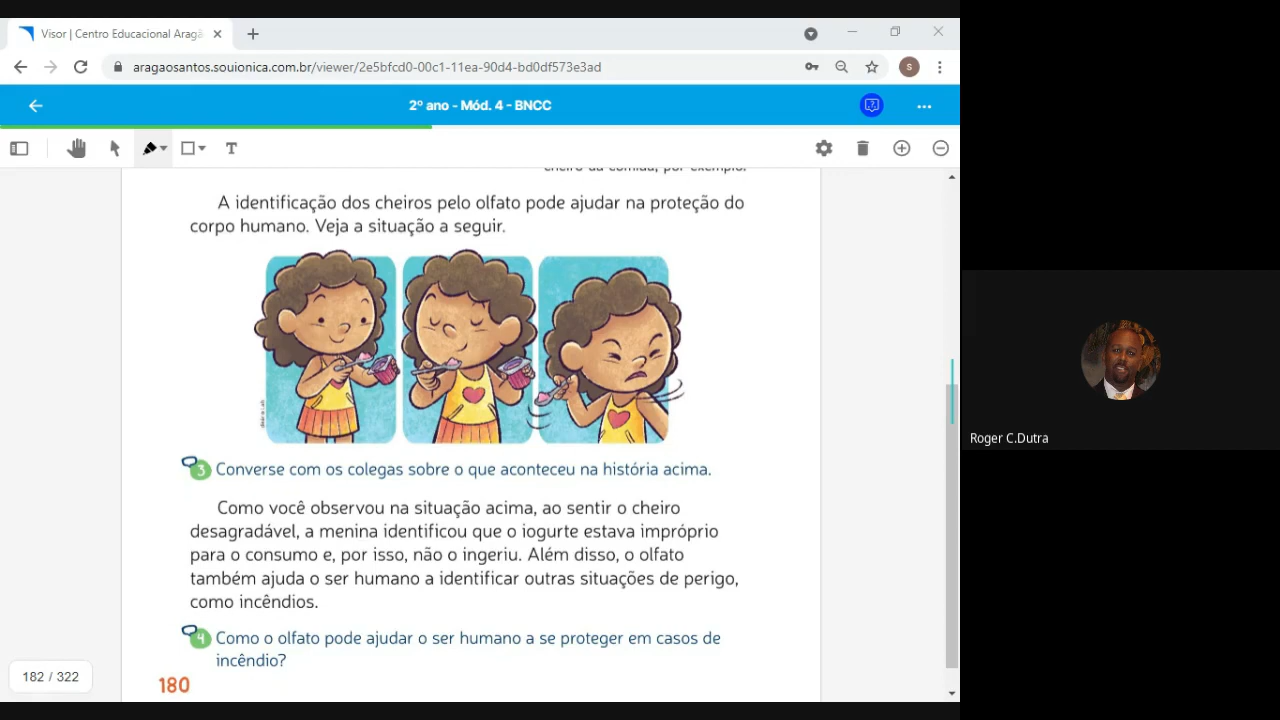 Visor | Centro Educacional Aragã
aragaosantos.souionica.com.br/viewer/2e5bfcd0-00c1-11ea-90d4-bd0df573e3ad
S
2º ano - Mód. 4 - BNCC
T
cheiro da comida, por exemplo.
A identificação dos cheiros pelo olfato pode ajudar na proteção do
corpo humano. Veja a situação a seguir.
3 Converse com os colegas sobre o que aconteceu na história acima.
Como você observou na situação acima, ao sentir o cheiro
desagradável, a menina identificou que o iogurte estava impróprio
para o consumo e, por isso, não o ingeriu. Além disso, o olfato
também ajuda o ser humano a identificar outras situações de perigo,
como incêndios.
4 Como o olfato pode ajudar o ser humano a se proteger em casos de
incêndio?
182 / 322
180
Roger C.Dutra